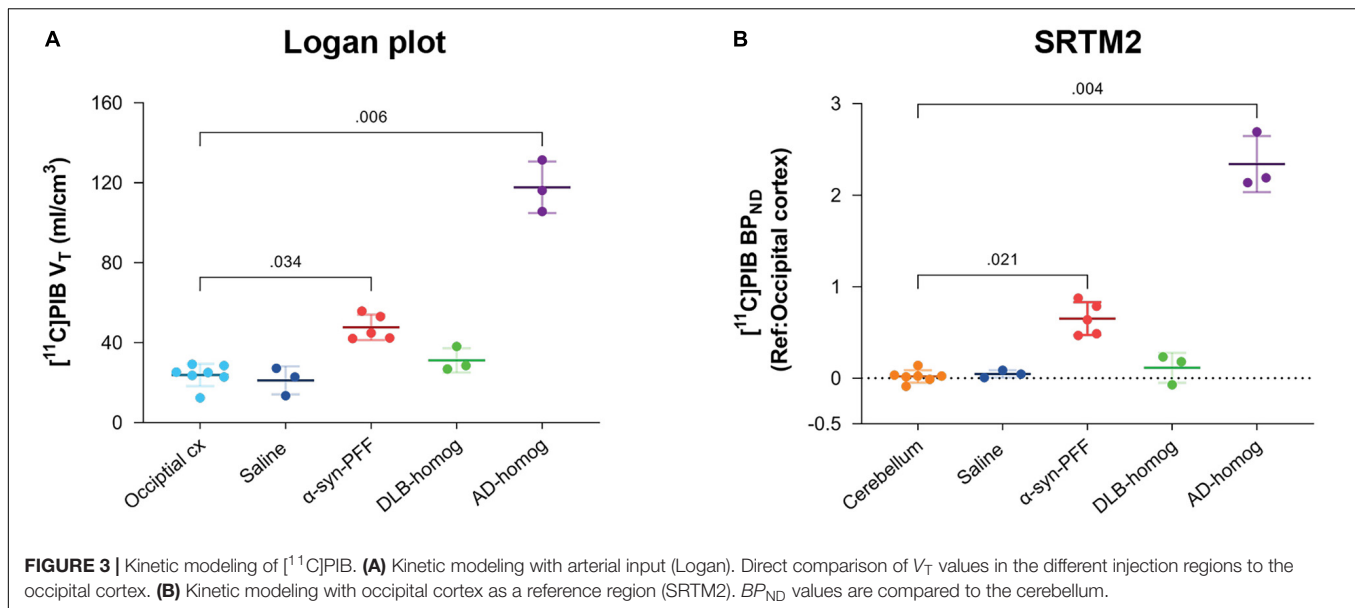 A
Logan plot
[¹¹C]PIB V_T (ml/cm³)
160
120
80
40
0
.006
.034
Occiptial cx
Saline
α-syn-PFF
DLB-homog
AD-homog
B
SRTM2
[¹¹C]PIB BP_ND
(Ref:Occipital cortex)
3
2
1
0
-0.5
.004
.021
Cerebellum
Saline
α-syn-PFF
DLB-homog
AD-homog
FIGURE 3 | Kinetic modeling of [¹¹C]PIB. (A) Kinetic modeling with arterial input (Logan). Direct comparison of V_T values in the different injection regions to the
occipital cortex. (B) Kinetic modeling with occipital cortex as a reference region (SRTM2). BP_ND values are compared to the cerebellum.